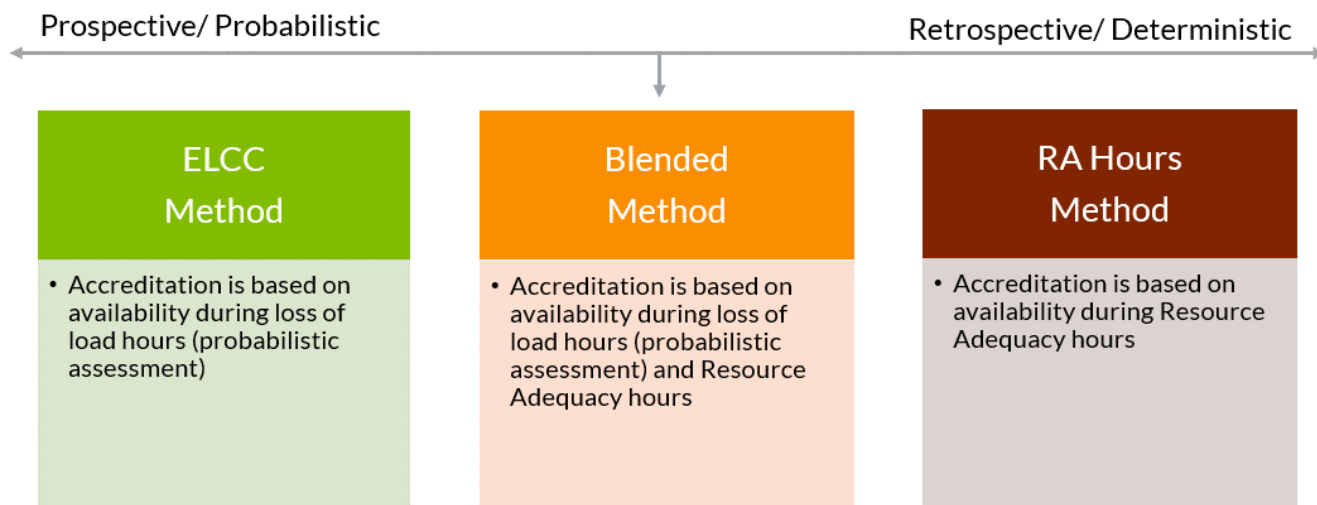 Prospective/ Probabilistic
Retrospective/ Deterministic
ELCC
Method
• Accreditation is based on
availability during loss of
load hours (probabilistic
assessment)
Blended
Method
• Accreditation is based on
availability during loss of
load hours (probabilistic
assessment) and Resource
Adequacy hours
RA Hours
Method
• Accreditation is based on
availability during Resource
Adequacy hours